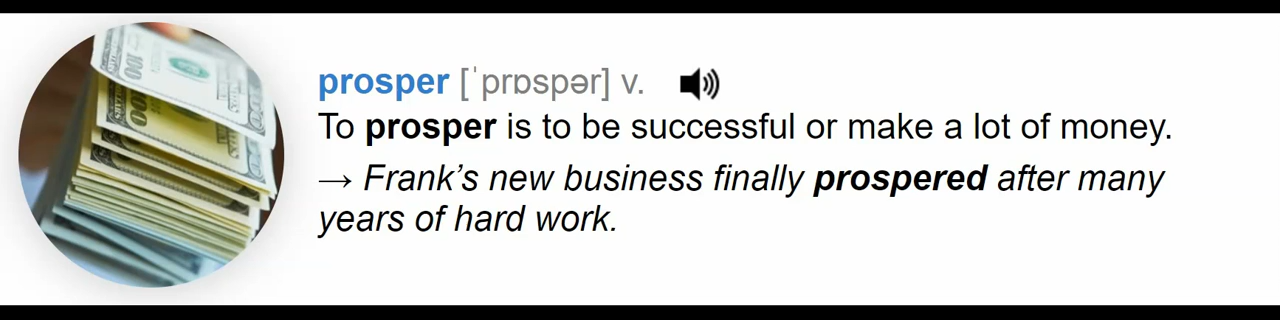 prosper [ˈprɒspər] v.
To prosper is to be successful or make a lot of money.
→ Frank’s new business finally prospered after many
years of hard work.